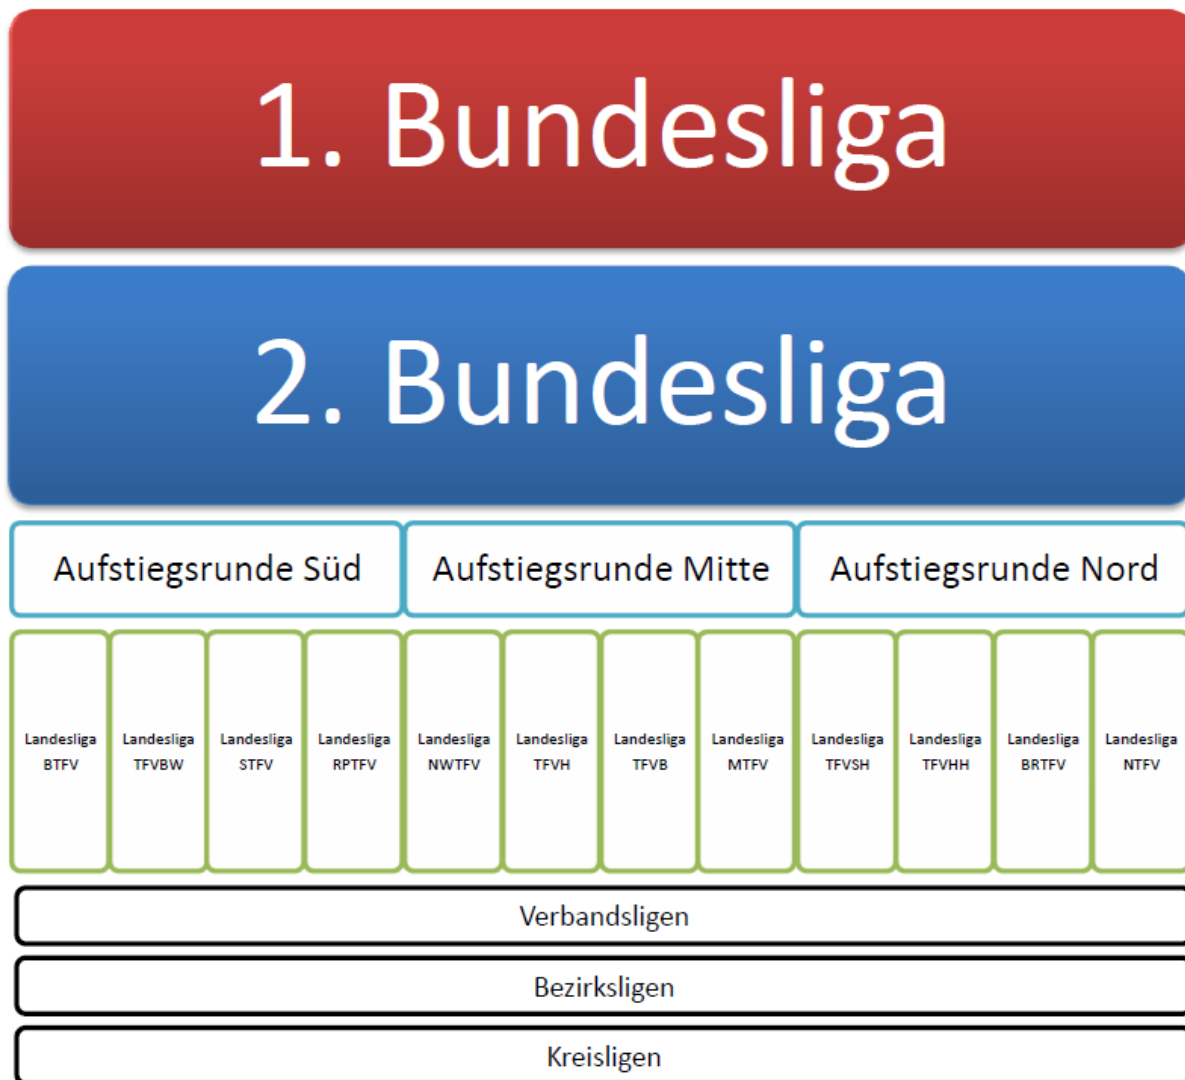 1. Bundesliga
2. Bundesliga
Aufstiegsrunde Süd
Aufstiegsrunde Mitte
Aufstiegsrunde Nord
Landesliga
BTFV
Landesliga
TFVBW
Landesliga
STFV
Landesliga
RPTFV
Landesliga
NWTFV
Landesliga
TFVH
Landesliga
TFVB
Landesliga
MTFV
Landesliga
TFVSH
Landesliga
TFVHH
Landesliga
BRTFV
Landesliga
NTFV
Verbandsligen
Bezirksligen
Kreisligen